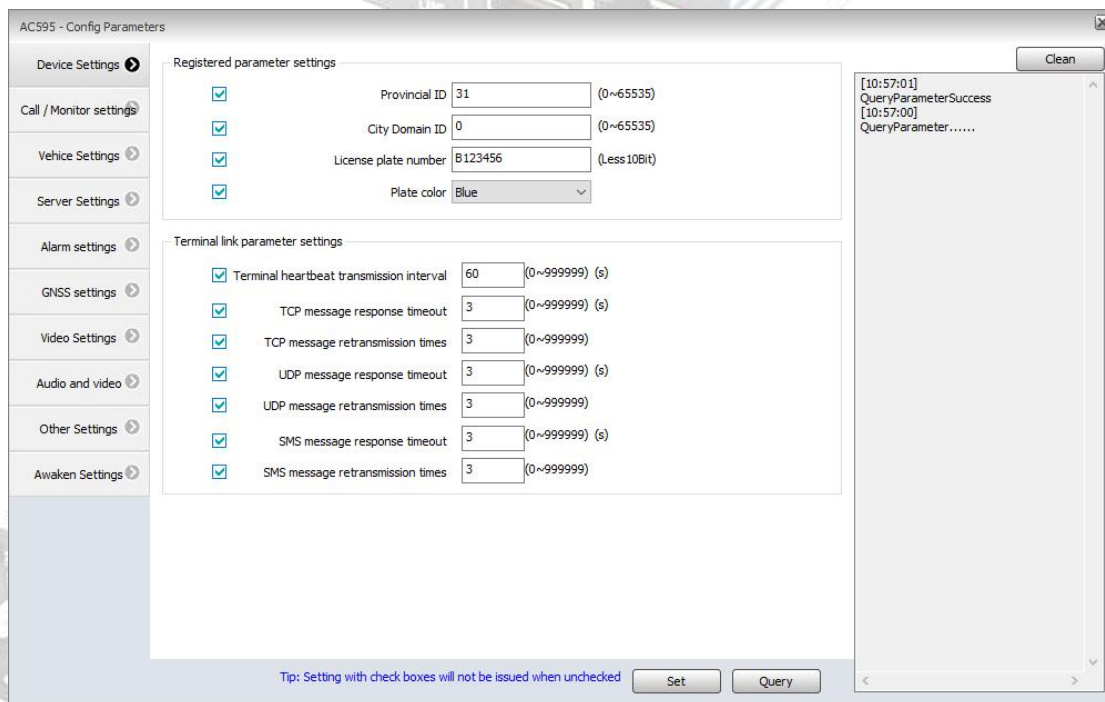 AC595 - Config Parameters
Device Settings
Call / Monitor settings
Vehice Settings
Server Settings
Alarm settings
GNSS settings
Video Settings
Audio and video
Other Settings
Awaken Settings
Registered parameter settings
Provincial ID 31 (0~65535)
City Domain ID 0 (0~65535)
License plate number B123456 (Less10Bit)
Plate color Blue
Terminal link parameter settings
Terminal heartbeat transmission interval 60 (0~999999) (s)
TCP message response timeout 3 (0~999999) (s)
TCP message retransmission times 3 (0~999999)
UDP message response timeout 3 (0~999999) (s)
UDP message retransmission times 3 (0~999999)
SMS message response timeout 3 (0~999999) (s)
SMS message retransmission times 3 (0~999999)
Tip: Setting with check boxes will not be issued when unchecked
Set
Query
Clean
[10:57:01]
QueryParameterSuccess
[10:57:00]
QueryParameter......